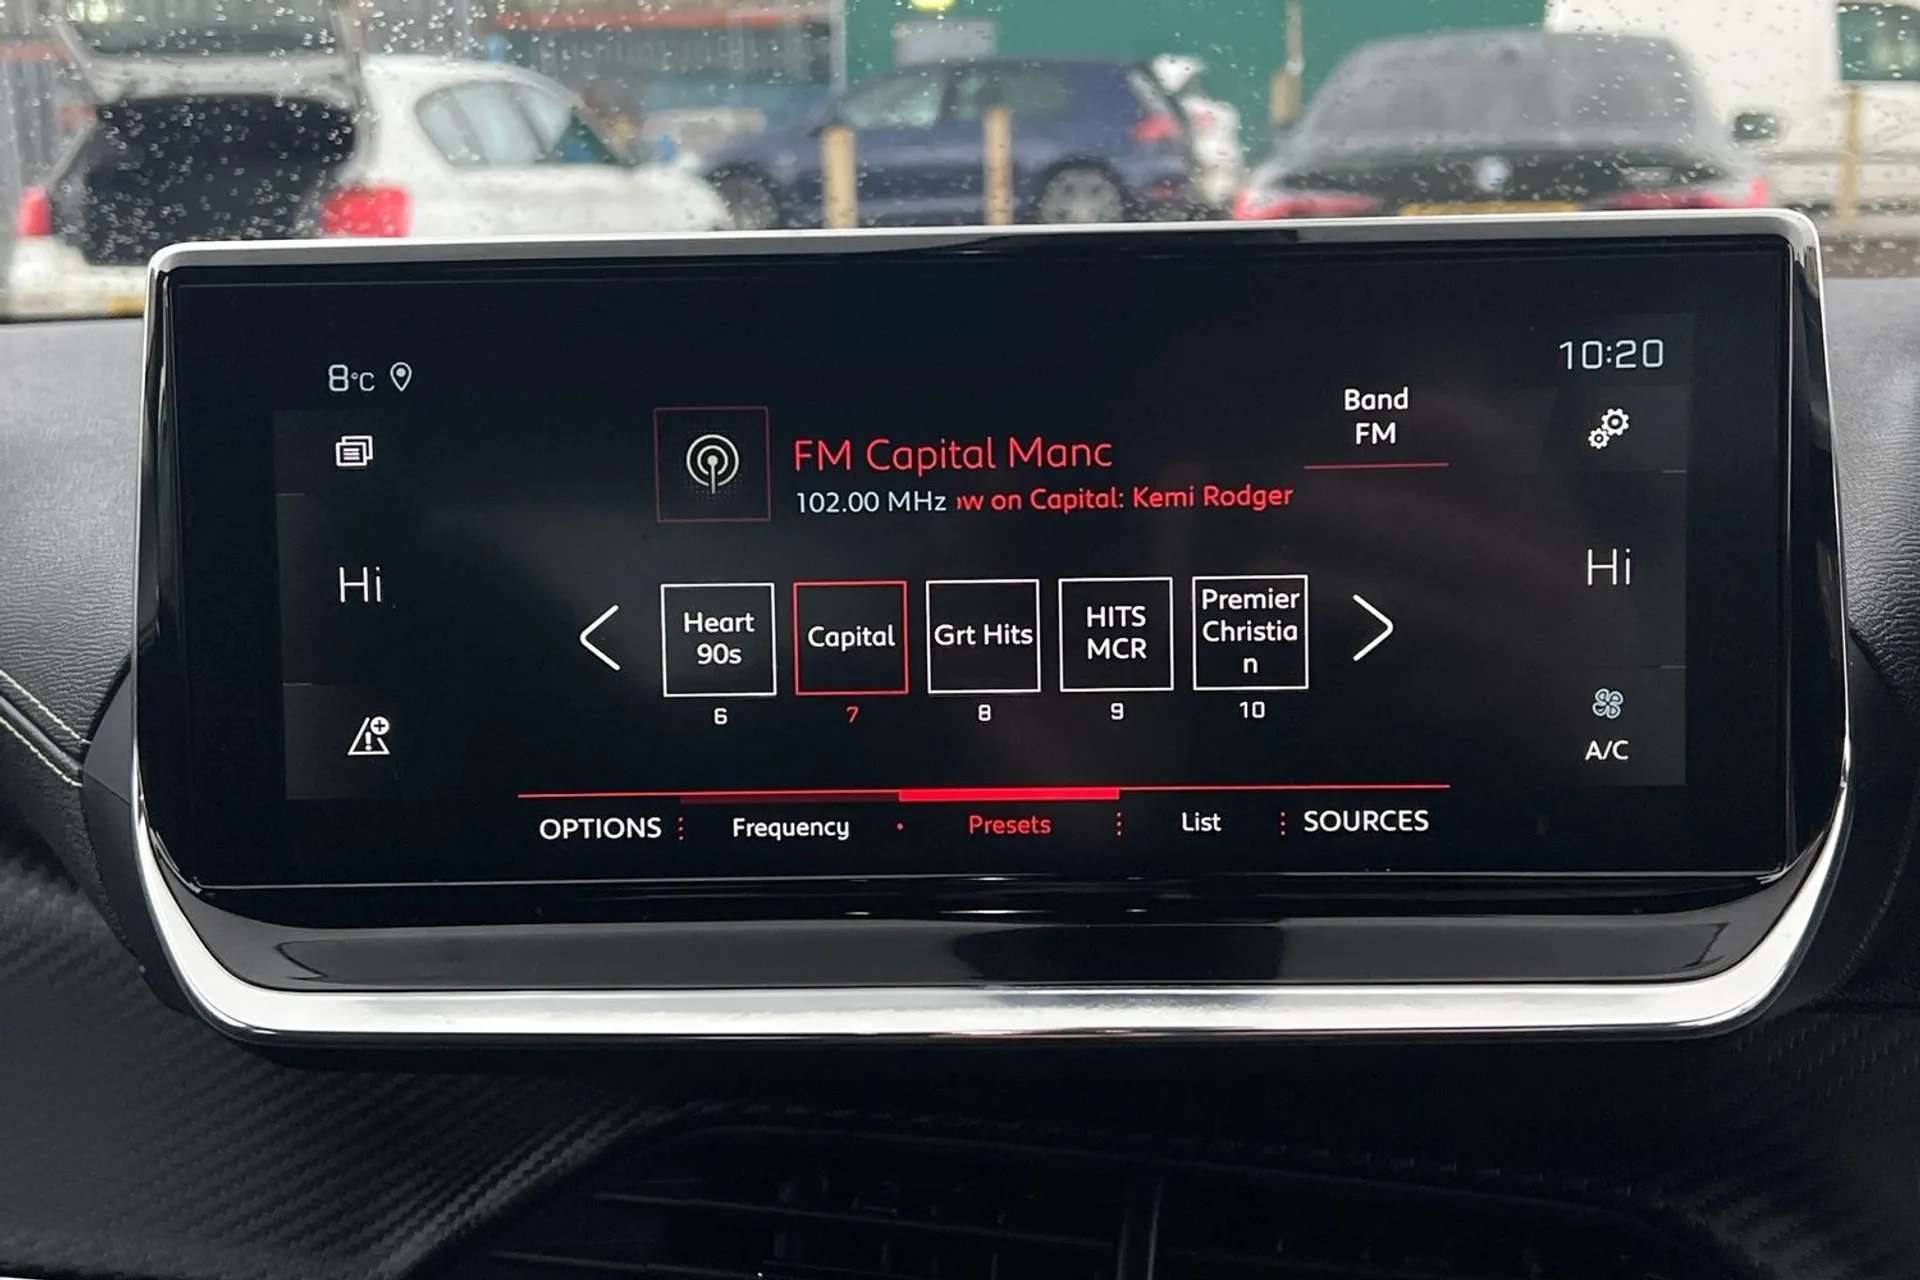 8°C
10:20
Band
FM
FM Capital Manc
102.00 MHz ow on Capital: Kemi Rodger
Hi
Hi
Heart
90s
6
Capital
7
Grt Hits
8
HITS
MCR
9
Premier
Christia
n
10
A/C
OPTIONS
Frequency
Presets
List
SOURCES